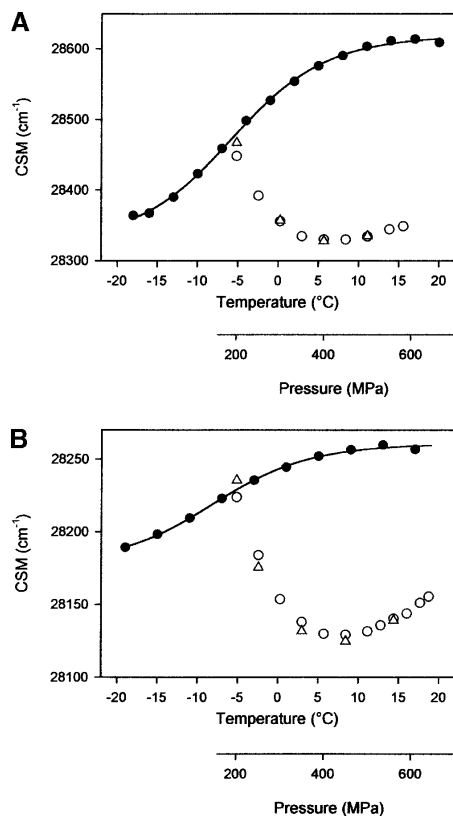 A
28600
28500
28400
28300
CSM (cm⁻¹)
-20 -15 -10 -5 0 5 10 15 20
Temperature (°C)
200 400 600
Pressure (MPa)
B
28250
28200
28150
28100
CSM (cm⁻¹)
-20 -15 -10 -5 0 5 10 15 20
Temperature (°C)
200 400 600
Pressure (MPa)